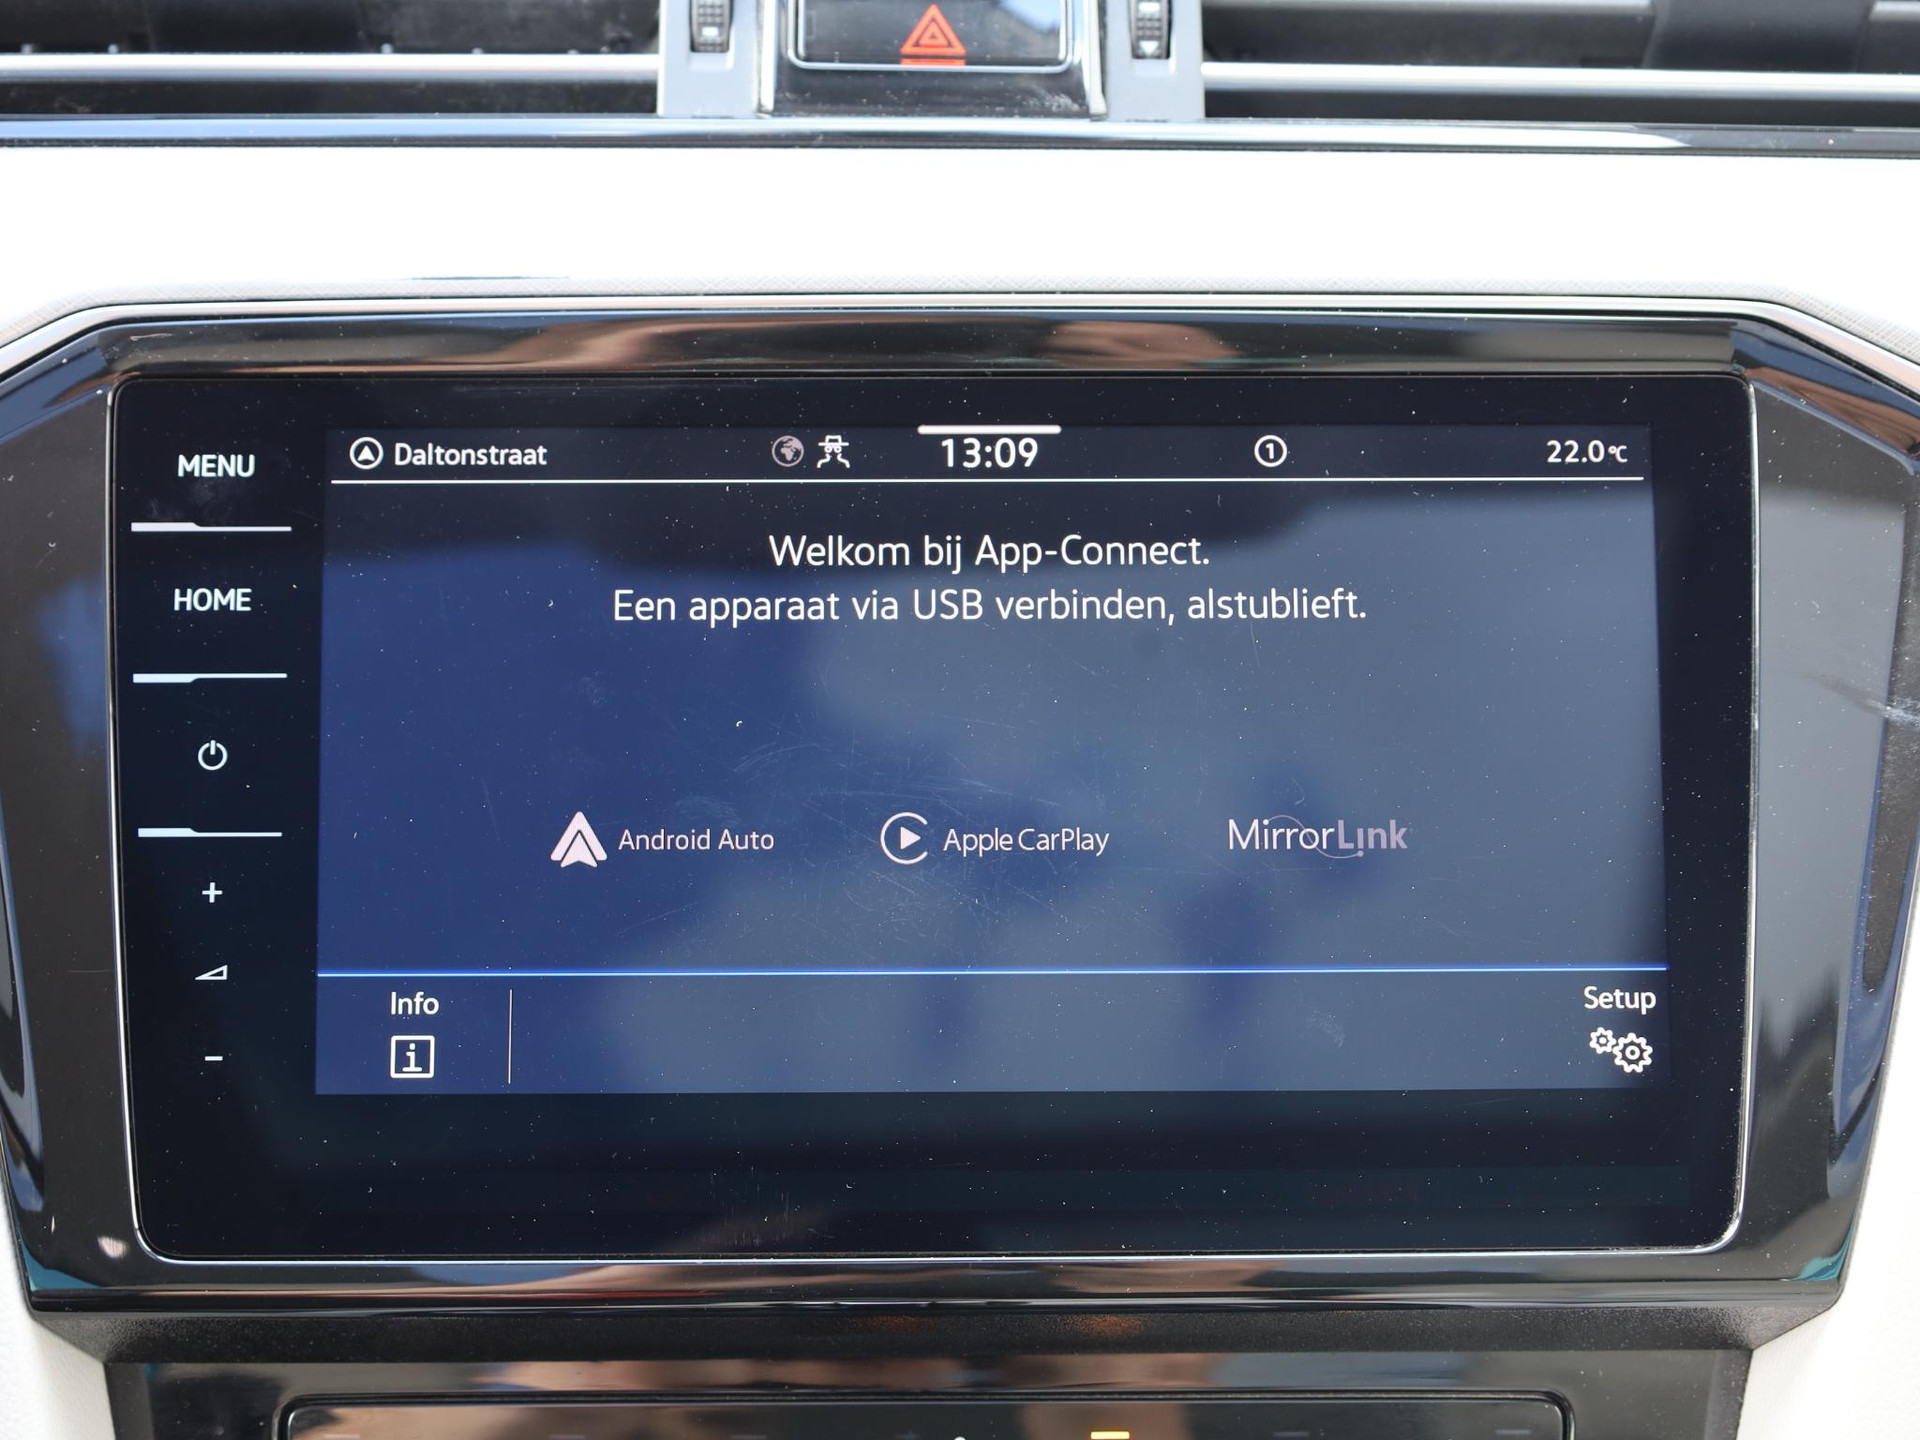 Daltonstraat 13:09 1 22.0°C
MENU
HOME
Welkom bij App-Connect.
Een apparaat via USB verbinden, alstublieft.
Android Auto Apple CarPlay MirrorLink
+
-
Info Setup
i